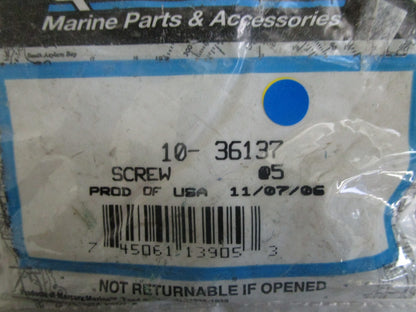 Marine Parts & Accessories
10- 36137
SCREW 05
PROD OF USA 11/07/06
7 45061 13905 3
NOT RETURNABLE IF OPENED